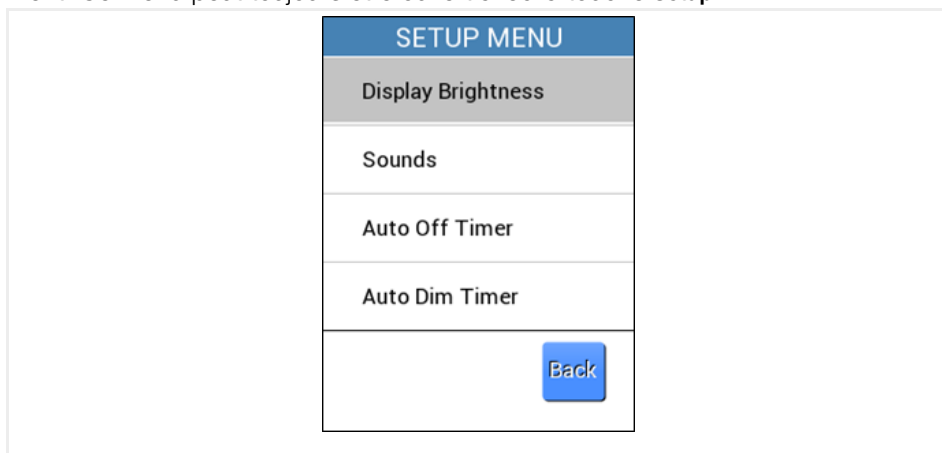 SETUP MENU
Display Brightness
Sounds
Auto Off Timer
Auto Dim Timer
Back